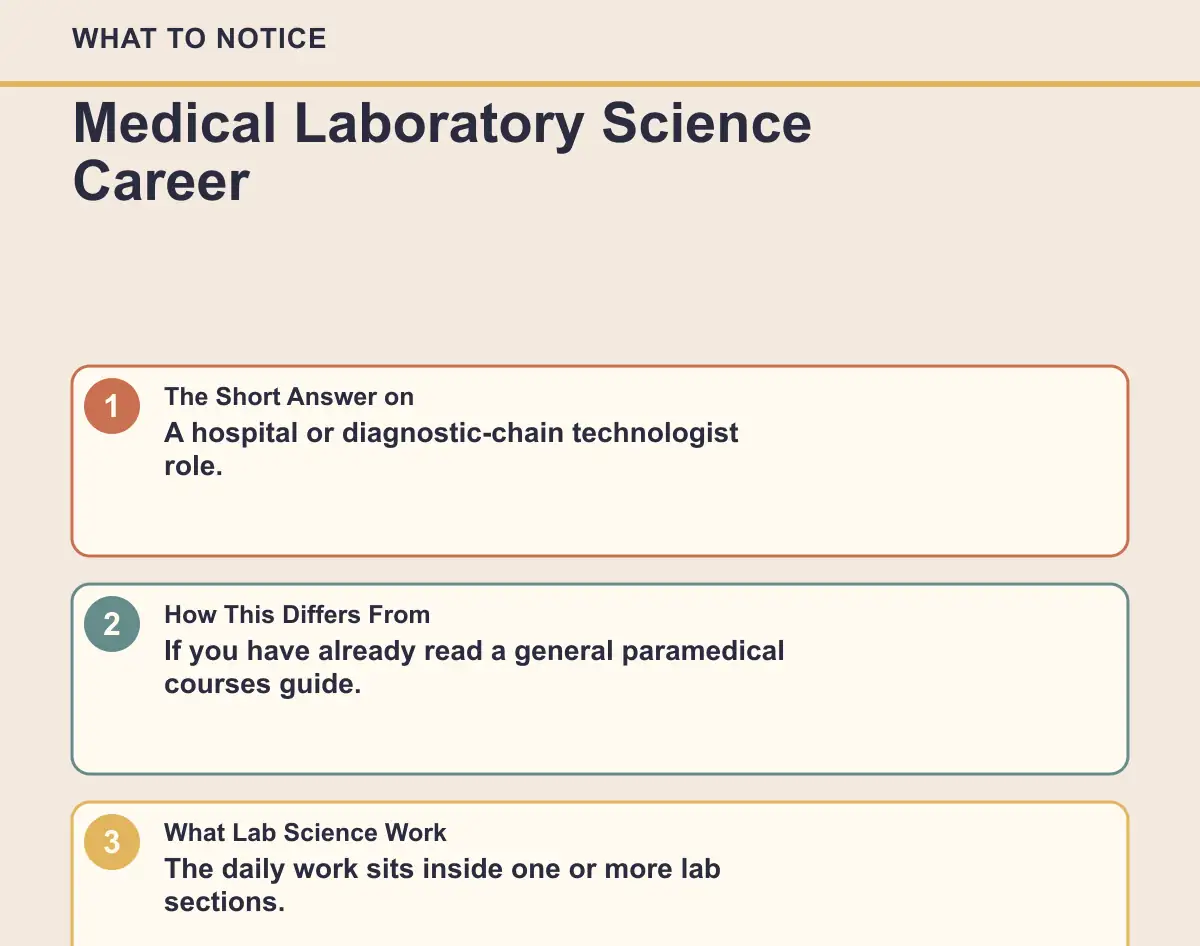 WHAT TO NOTICE
Medical Laboratory Science
Career
1
The Short Answer on
A hospital or diagnostic-chain technologist
role.
2
How This Differs From
If you have already read a general paramedical
courses guide.
3
What Lab Science Work
The daily work sits inside one or more lab
sections.